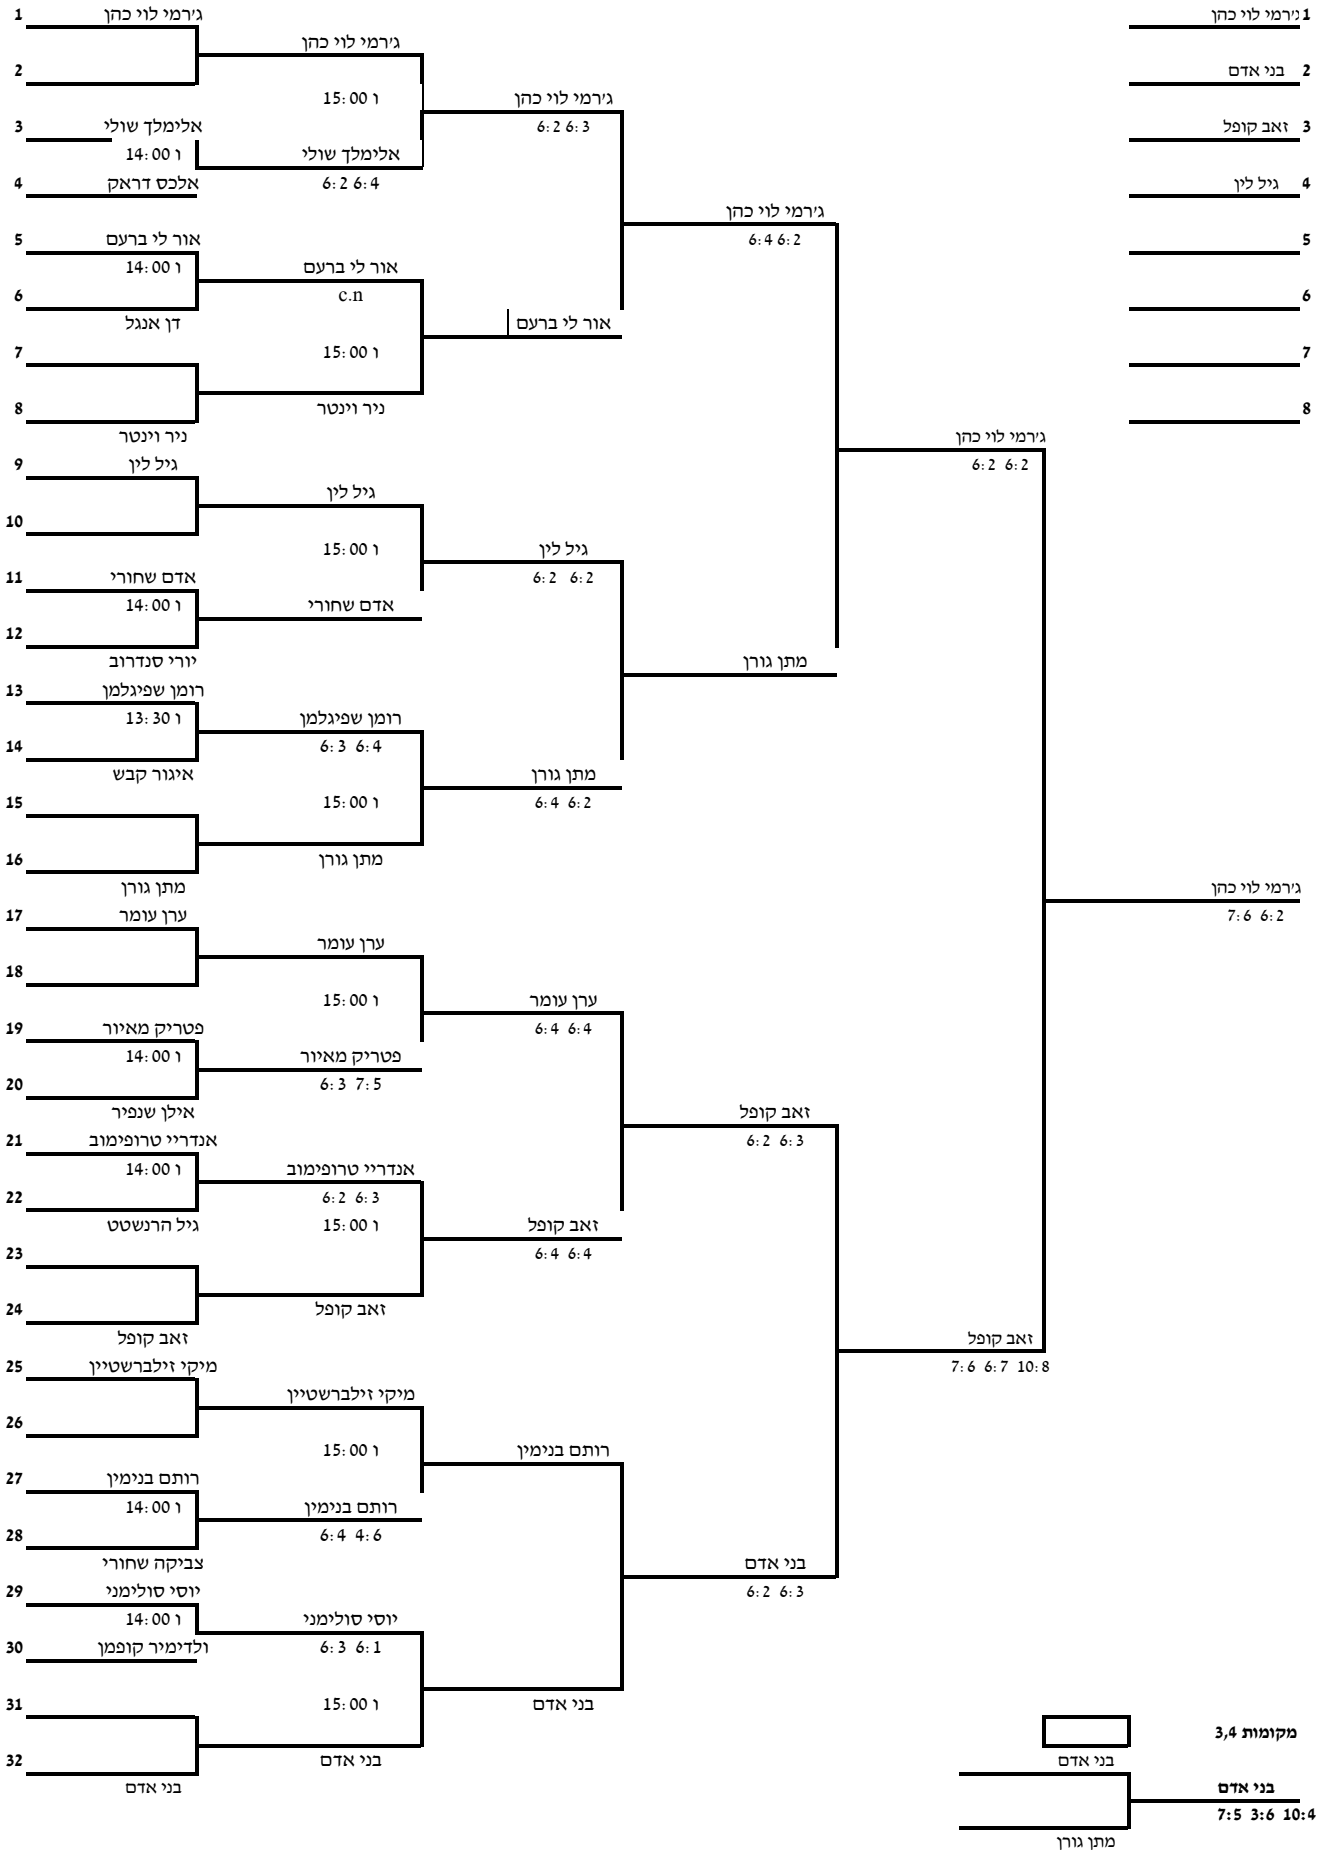 1 ג'רמי לוי כהן ג'רמי לוי כהן 1
ג'רמי לוי כהן
2 בני אדם 2
ו 15:00 ג'רמי לוי כהן
3 אלימלך שולי 6:2 6:3 זאב קופל 3
ו 14:00 אלימלך שולי
4 אלכס דראק 6:2 6:4 גיל לין 4
ג'רמי לוי כהן
5 אור לי ברעם 6:4 6:2 5
ו 14:00 אור לי ברעם
6 c.n 6
דן אנגל אור לי ברעם
7 ו 15:00 7
8 ניר וינטר 8
ניר וינטר ג'רמי לוי כהן
9 גיל לין 6:2 6:2
גיל לין
10
ו 15:00 גיל לין
11 אדם שחורי 6:2 6:2
ו 14:00 אדם שחורי
12
יורי סנדרוב מתן גורן
13 רומן שפיגלמן
ו 13:30 רומן שפיגלמן
14 6:3 6:4
איגור קבש מתן גורן
15 ו 15:00 6:4 6:2
16 מתן גורן
מתן גורן ג'רמי לוי כהן
17 ערן עומר 7:6 6:2
ערן עומר
18
ו 15:00 ערן עומר
19 פטריק מאיור 6:4 6:4
ו 14:00 פטריק מאיור
20 6:3 7:5
אילן שנפיר זאב קופל
21 אנדריי טרופימוב 6:2 6:3
ו 14:00 אנדריי טרופימוב
22 6:2 6:3
גיל הרנשטט ו 15:00 זאב קופל
23 6:4 6:4
24 זאב קופל
זאב קופל זאב קופל
25 מיקי זילברשטיין 7:6 6:7 10:8
מיקי זילברשטיין
26
ו 15:00 רותם בנימין
27 רותם בנימין
ו 14:00 רותם בנימין
28 6:4 4:6
צביקה שחורי בני אדם
29 יוסי סולימני 6:2 6:3
ו 14:00 יוסי סולימני
30 ולדימיר קופמן 6:3 6:1
31 ו 15:00 בני אדם
מקומות 3,4
32 בני אדם בני אדם
בני אדם בני אדם
7:5 3:6 10:4
מתן גורן